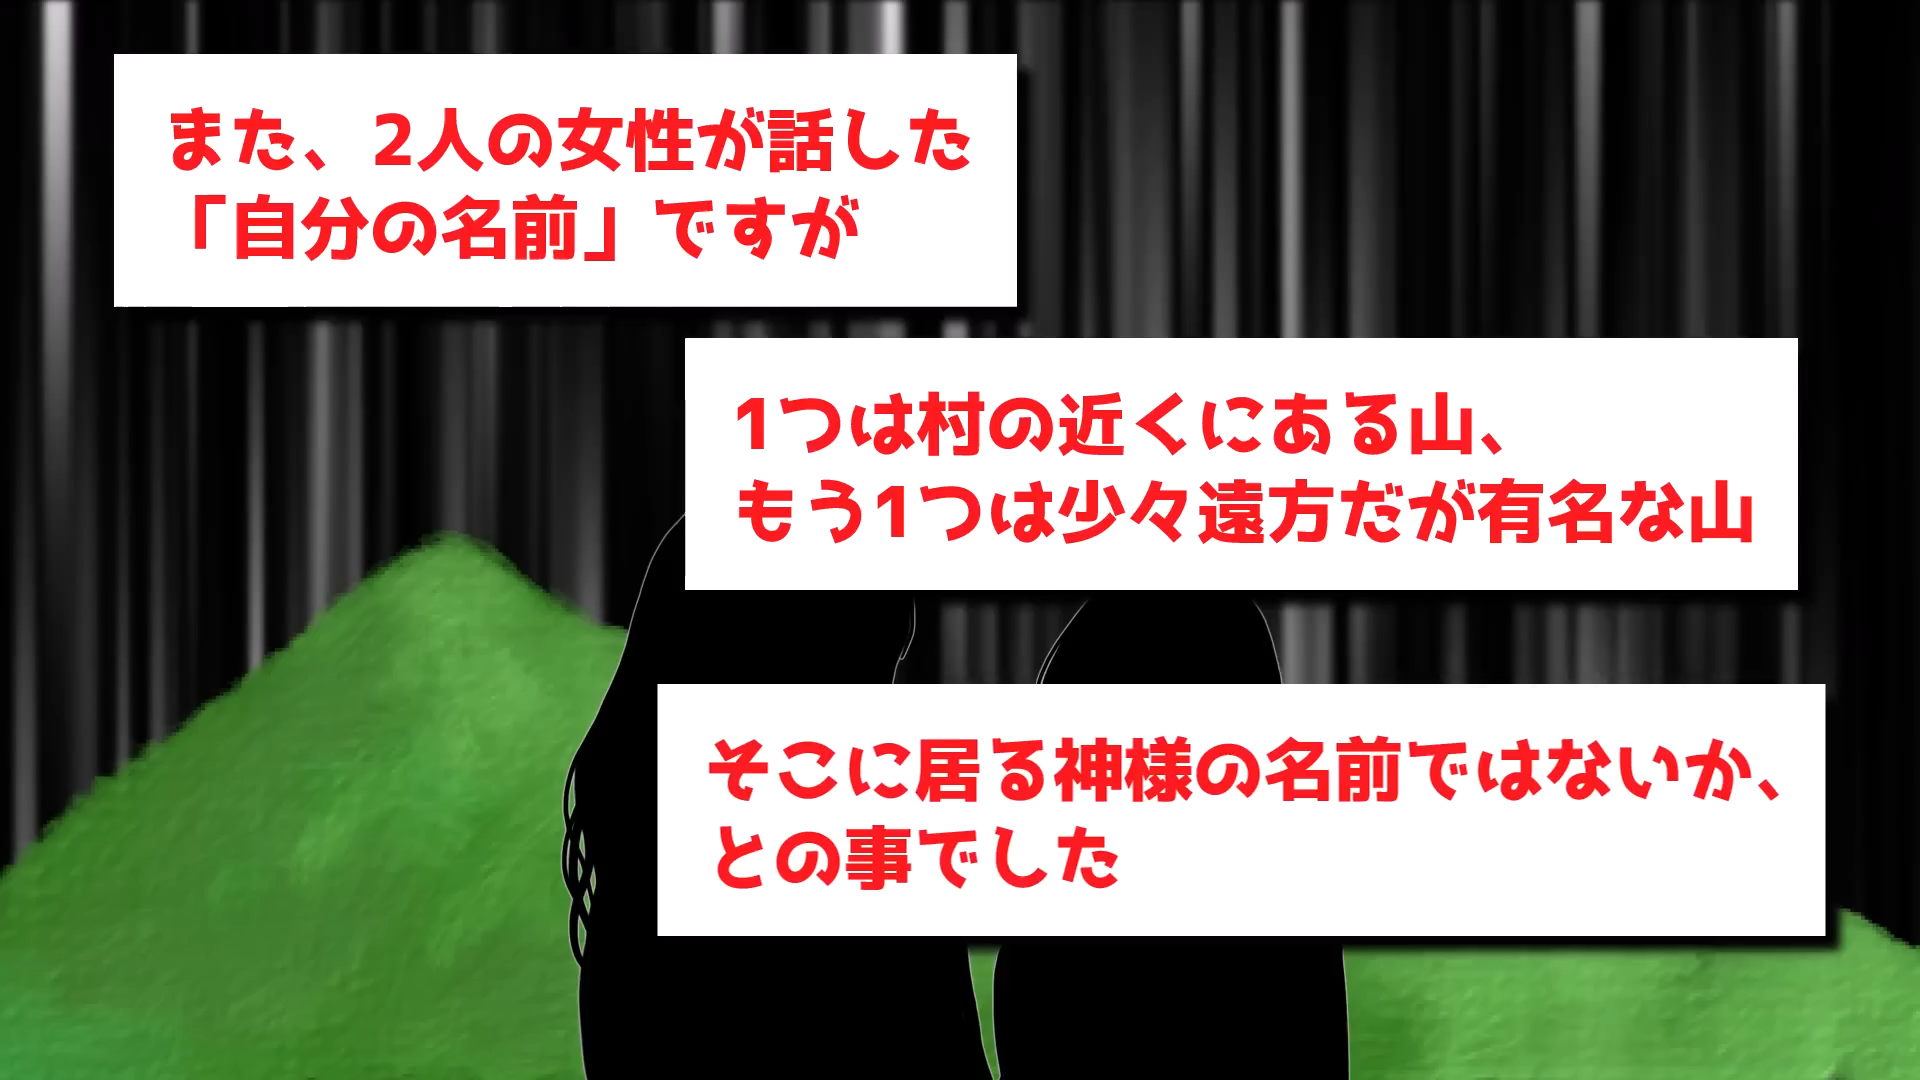 また、2人の女性が話した
「自分の名前」ですが
1つは村の近くにある山、
もう1つは少々遠方だが有名な山
そこに居る神様の名前ではないか、
との事でした